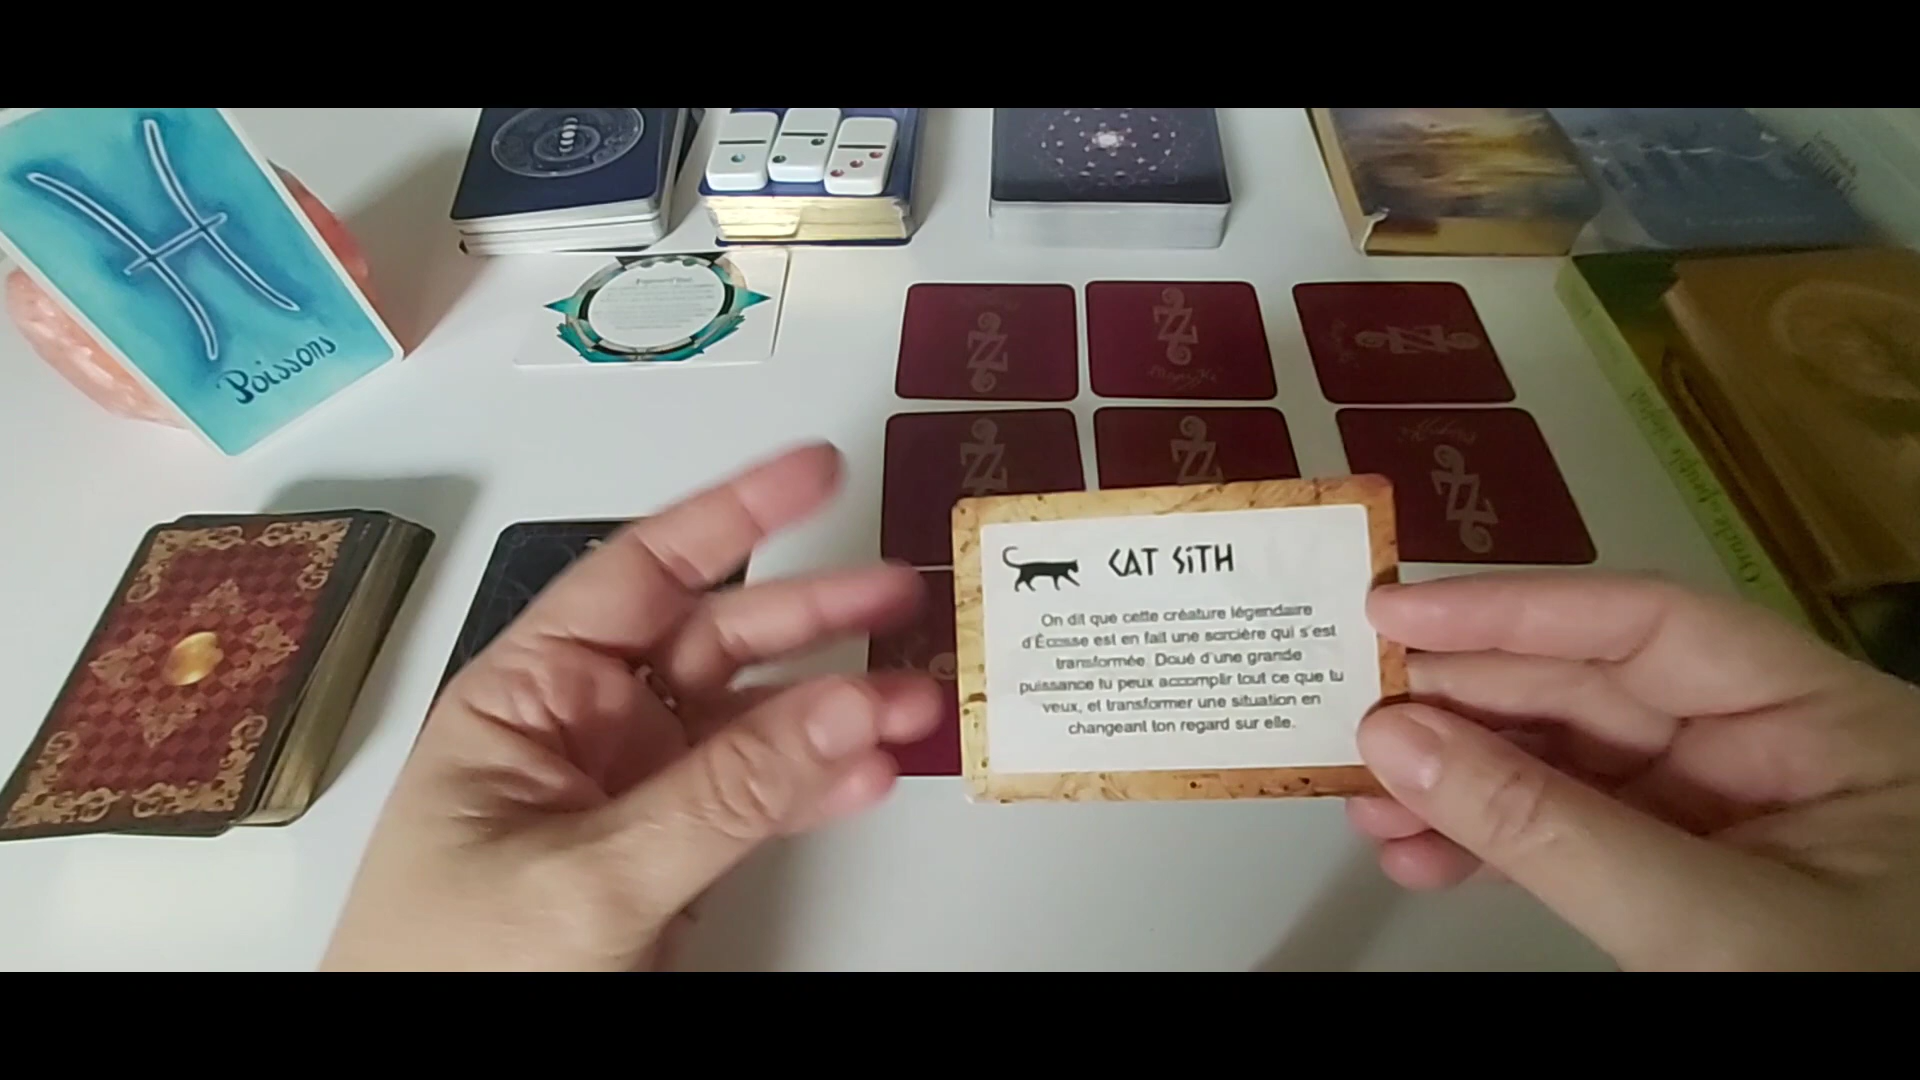 Poissons
CAT SITH
On dit que cette créature légendaire
d'Écosse est en fait une sorcière qui s'est
transformée. Doué d'une grande
puissance tu peux accomplir tout ce que tu
veux, et transformer une situation en
changeant ton regard sur elle.